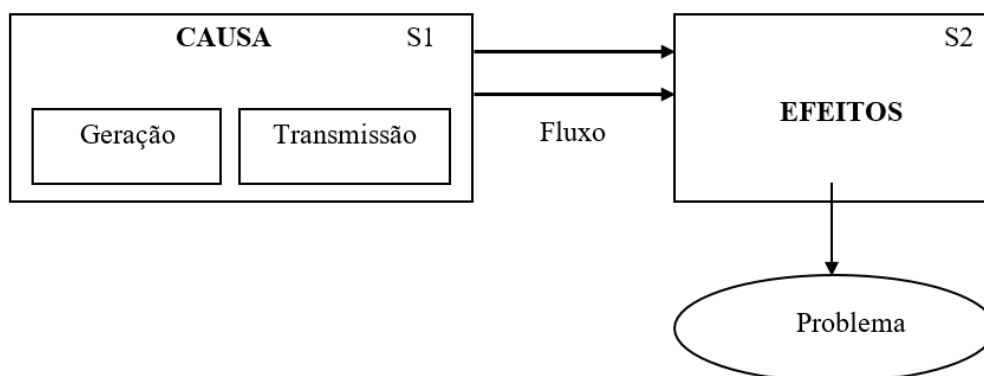 CAUSA S1
Geração
Transmissão
Fluxo
S2
EFEITOS
Problema